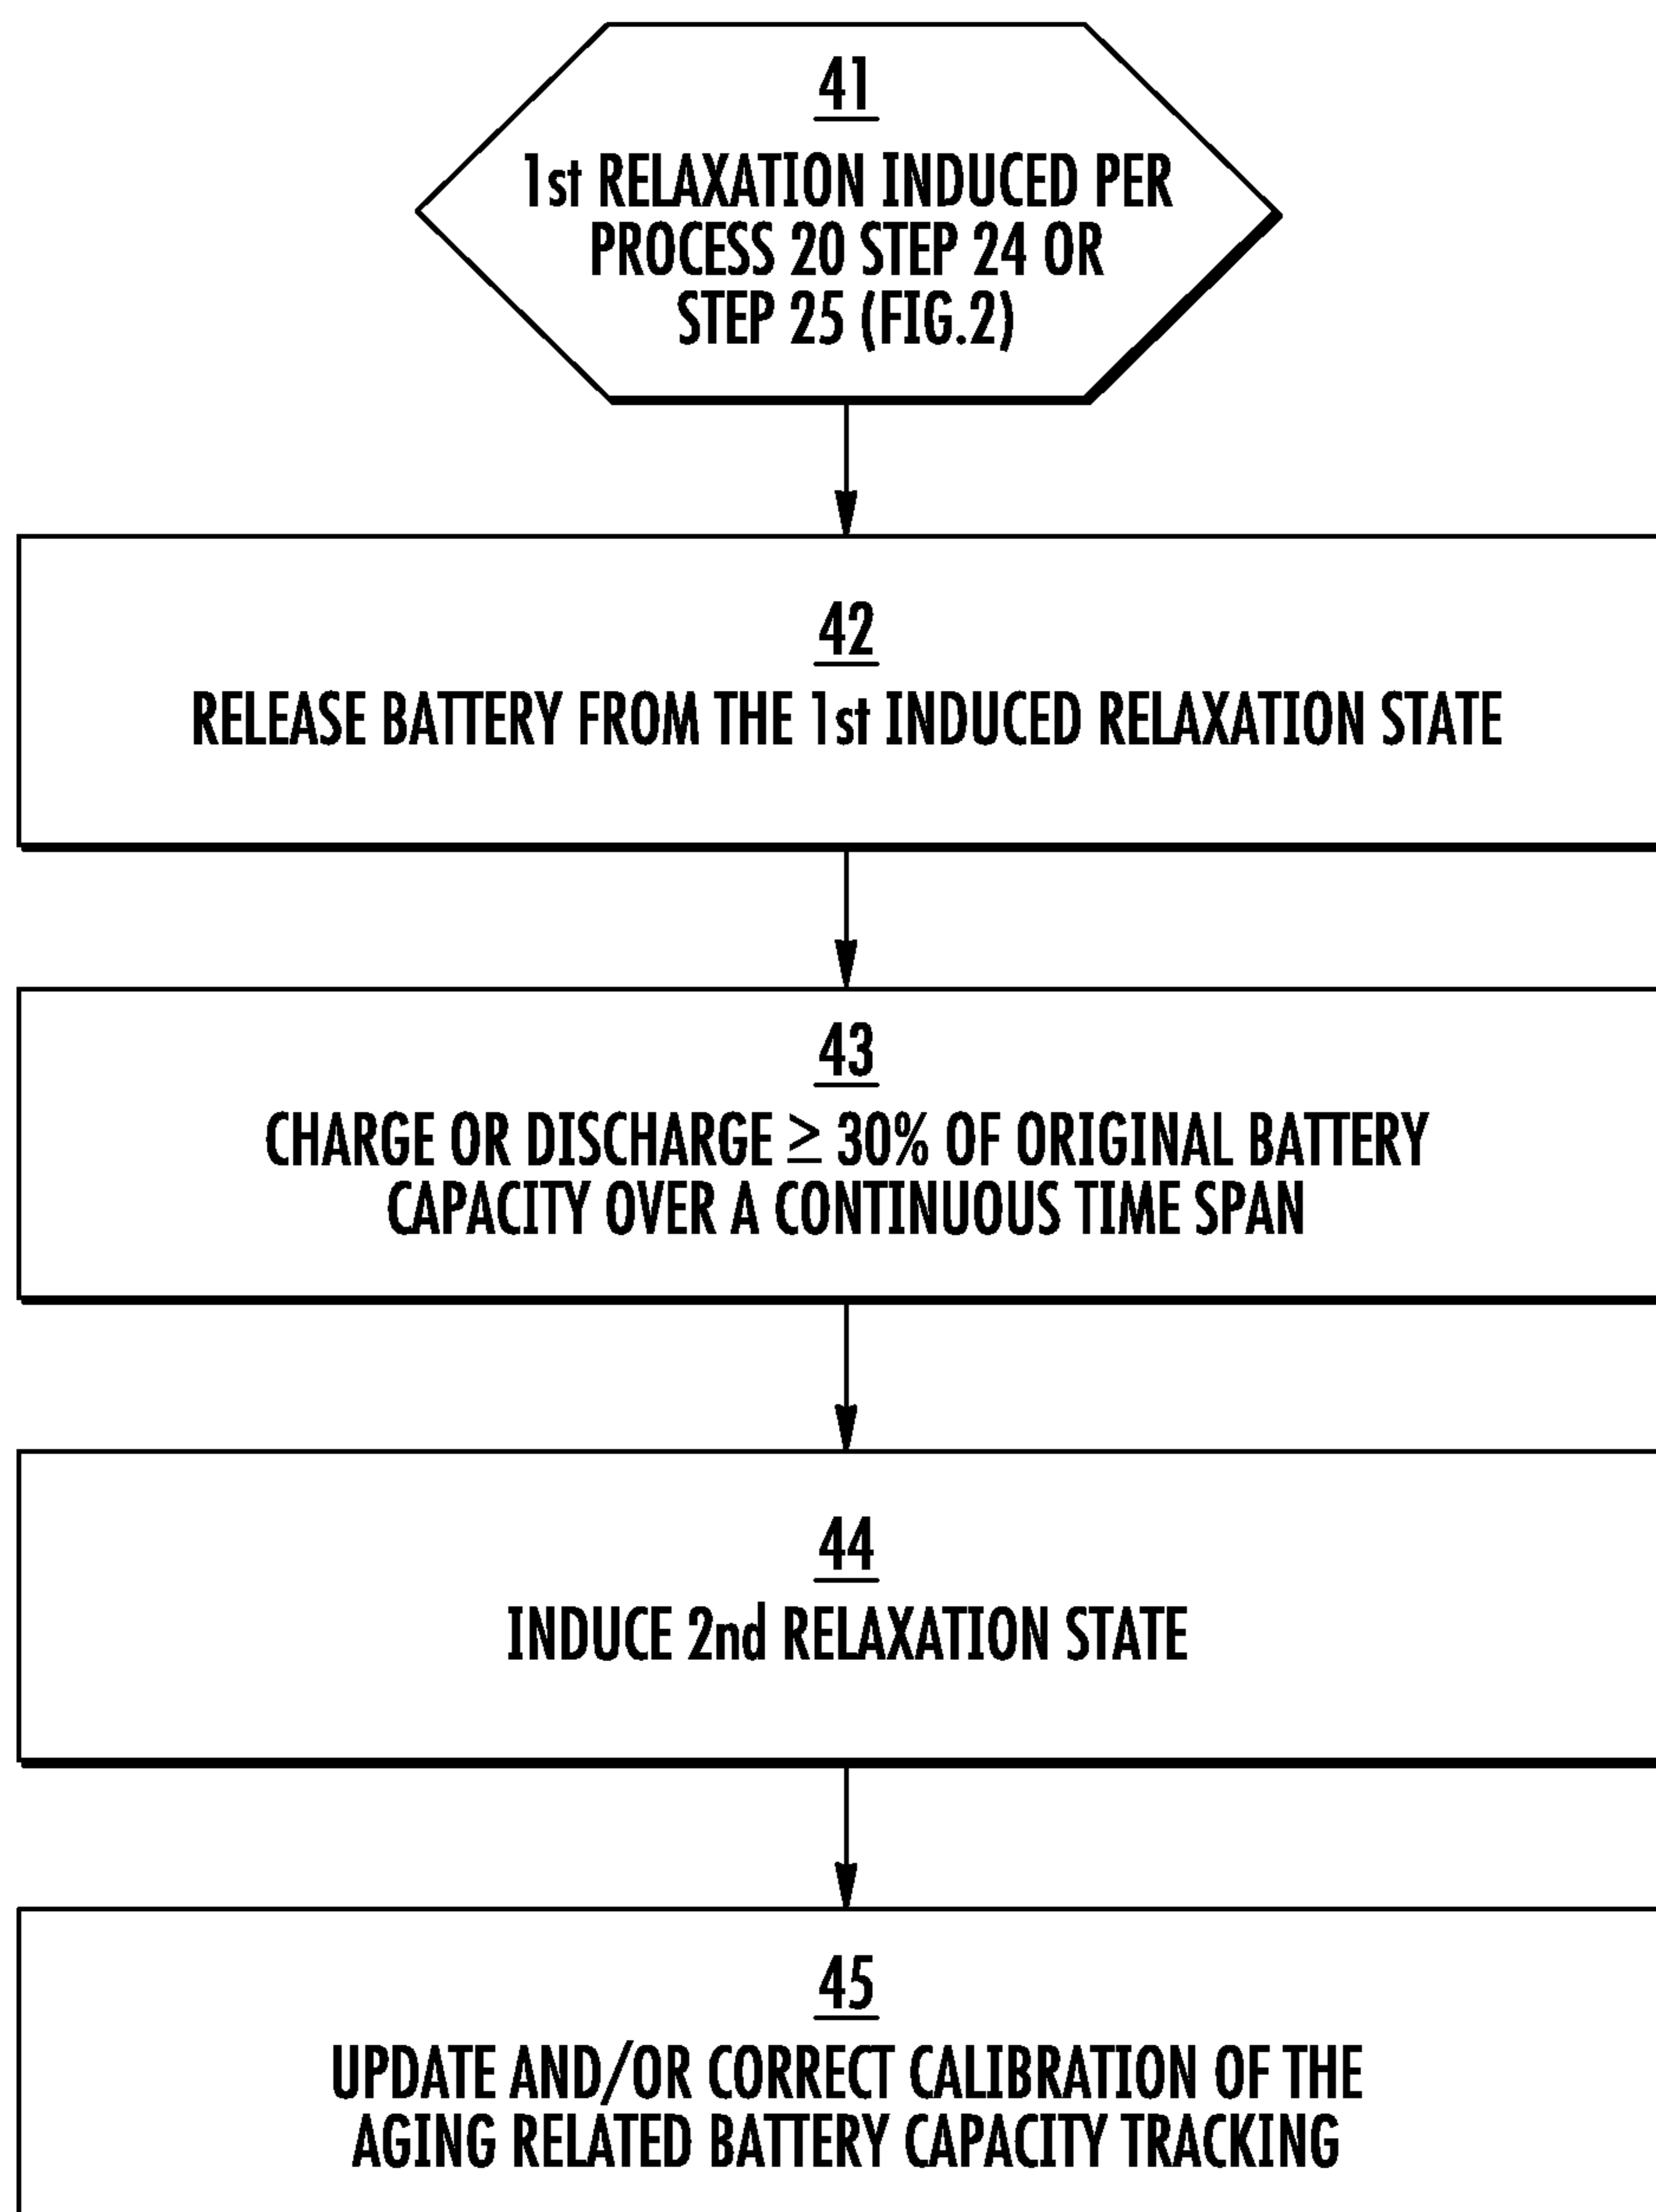 41
1st RELAXATION INDUCED PER
PROCESS 20 STEP 24 OR
STEP 25 (FIG.2)
42
RELEASE BATTERY FROM THE 1st INDUCED RELAXATION STATE
43
CHARGE OR DISCHARGE ≥ 30% OF ORIGINAL BATTERY
CAPACITY OVER A CONTINUOUS TIME SPAN
44
INDUCE 2nd RELAXATION STATE
45
UPDATE AND/OR CORRECT CALIBRATION OF THE
AGING RELATED BATTERY CAPACITY TRACKING